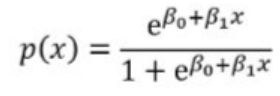 p(x) = e^{β₀+β₁x} / (1 + e^{β₀+β₁x})